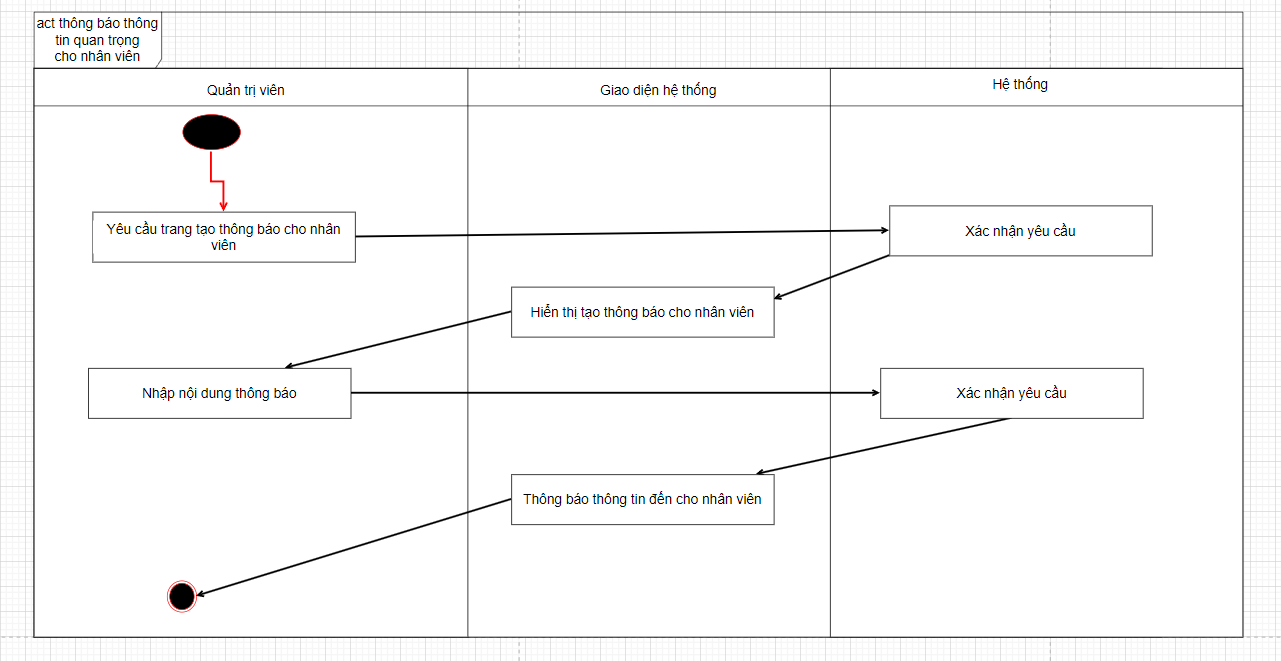 act thông báo thông
tin quan trọng
cho nhân viên
Quản trị viên
Giao diện hệ thống
Hệ thống
Yêu cầu trang tạo thông báo cho nhân
viên
Xác nhận yêu cầu
Hiển thị tạo thông báo cho nhân viên
Nhập nội dung thông báo
Xác nhận yêu cầu
Thông báo thông tin đến cho nhân viên